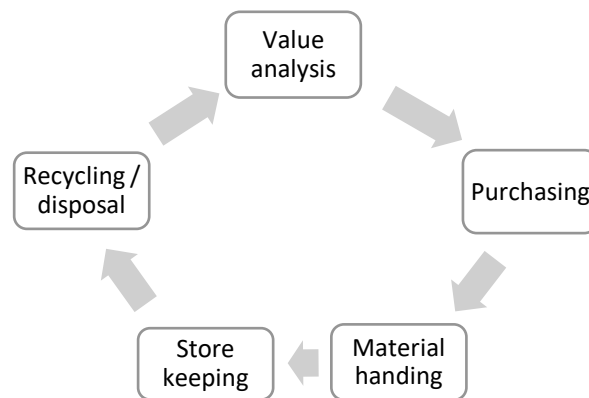 Value
analysis
Purchasing
Material
handing
Store
keeping
Recycling /
disposal